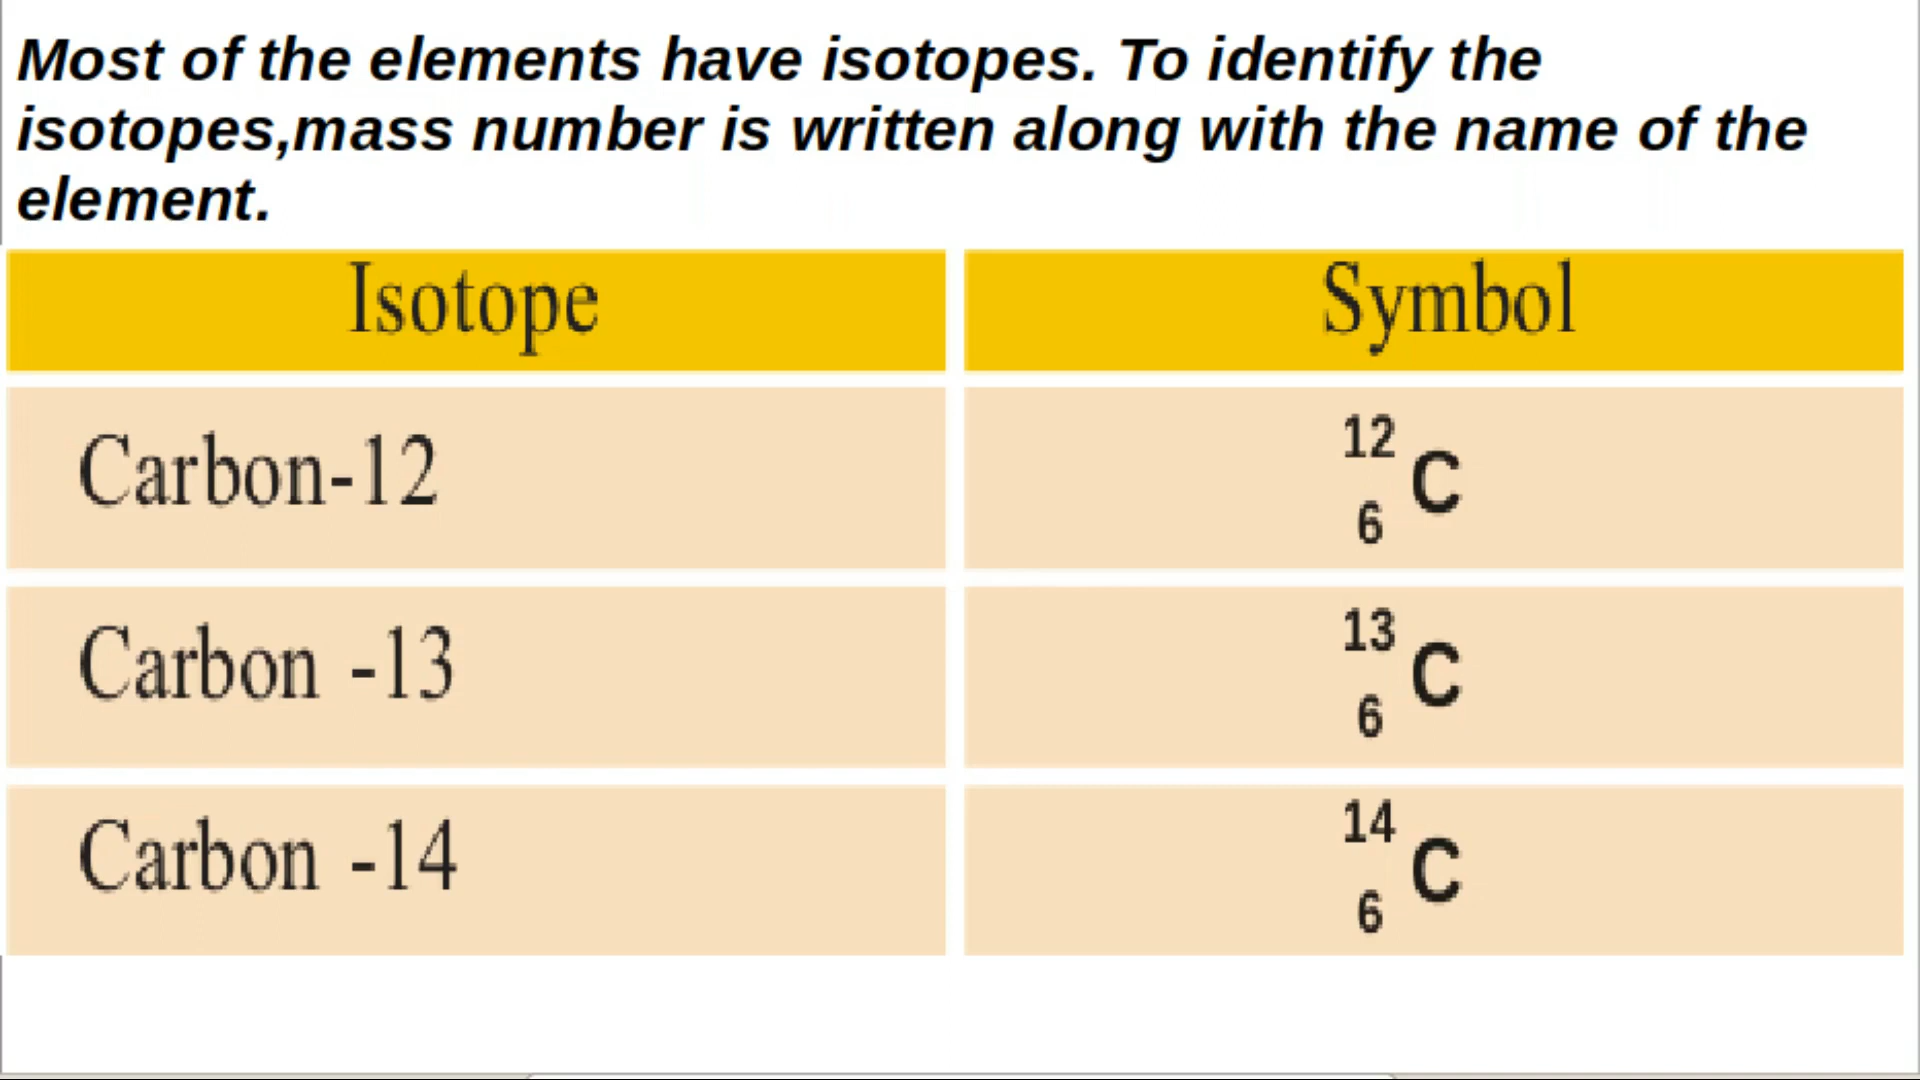 Most of the elements have isotopes. To identify the
isotopes,mass number is written along with the name of the
element.
Isotope Symbol
Carbon-12 12 6 C
Carbon -13 13 6 C
Carbon -14 14 6 C